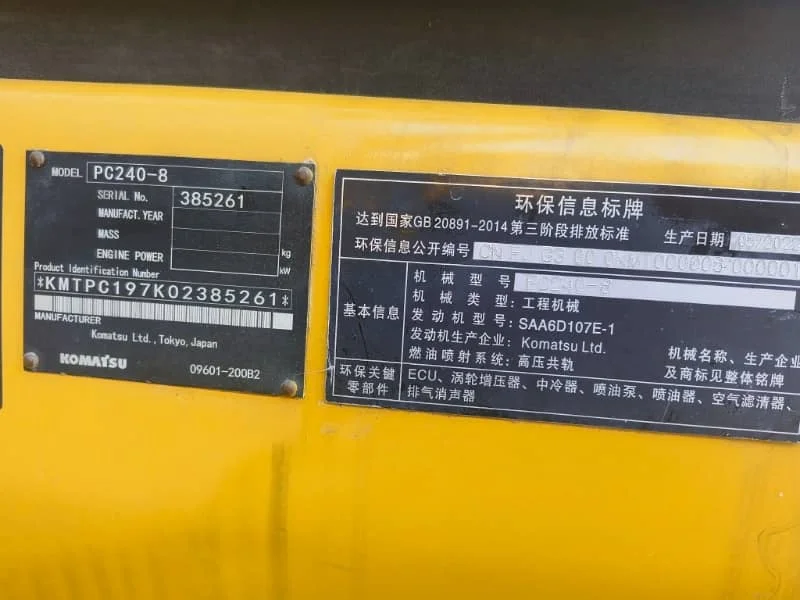 MODEL PC240-8
SERIAL No. 385261
MANUFACT. YEAR
MASS kg
ENGINE POWER kW
Product Identification Number
*KMTPC197K02385261*
MANUFACTURER
Komatsu Ltd., Tokyo, Japan
KOMATSU 09601-200B2
环保信息标牌
达到国家GB 20891-2014 第三阶段排放标准 生产日期
环保信息公开编号
基本信息
机械型号 PC240-8
机械类型：工程机械
发动机型号：SAA6D107E-1
发动机生产企业：Komatsu Ltd.
燃油喷射系统：高压共轨
机械名称、生产企业
及商标见整体铭牌
环保关键
零部件
ECU、涡轮增压器、中冷器、喷油泵、喷油器、空气滤清器、
排气消声器